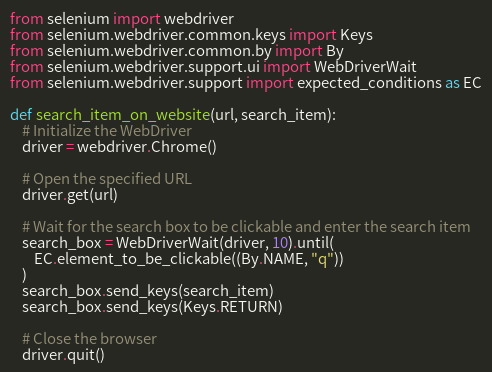 from selenium import webdriver
from selenium.webdriver.common.keys import Keys
from selenium.webdriver.common.by import By
from selenium.webdriver.support.ui import WebDriverWait
from selenium.webdriver.support import expected_conditions as EC

def search_item_on_website(url, search_item):
    # Initialize the WebDriver
    driver = webdriver.Chrome()

    # Open the specified URL
    driver.get(url)

    # Wait for the search box to be clickable and enter the search item
    search_box = WebDriverWait(driver, 10).until(
        EC.element_to_be_clickable((By.NAME, "q"))
    )
    search_box.send_keys(search_item)
    search_box.send_keys(Keys.RETURN)

    # Close the browser
    driver.quit()